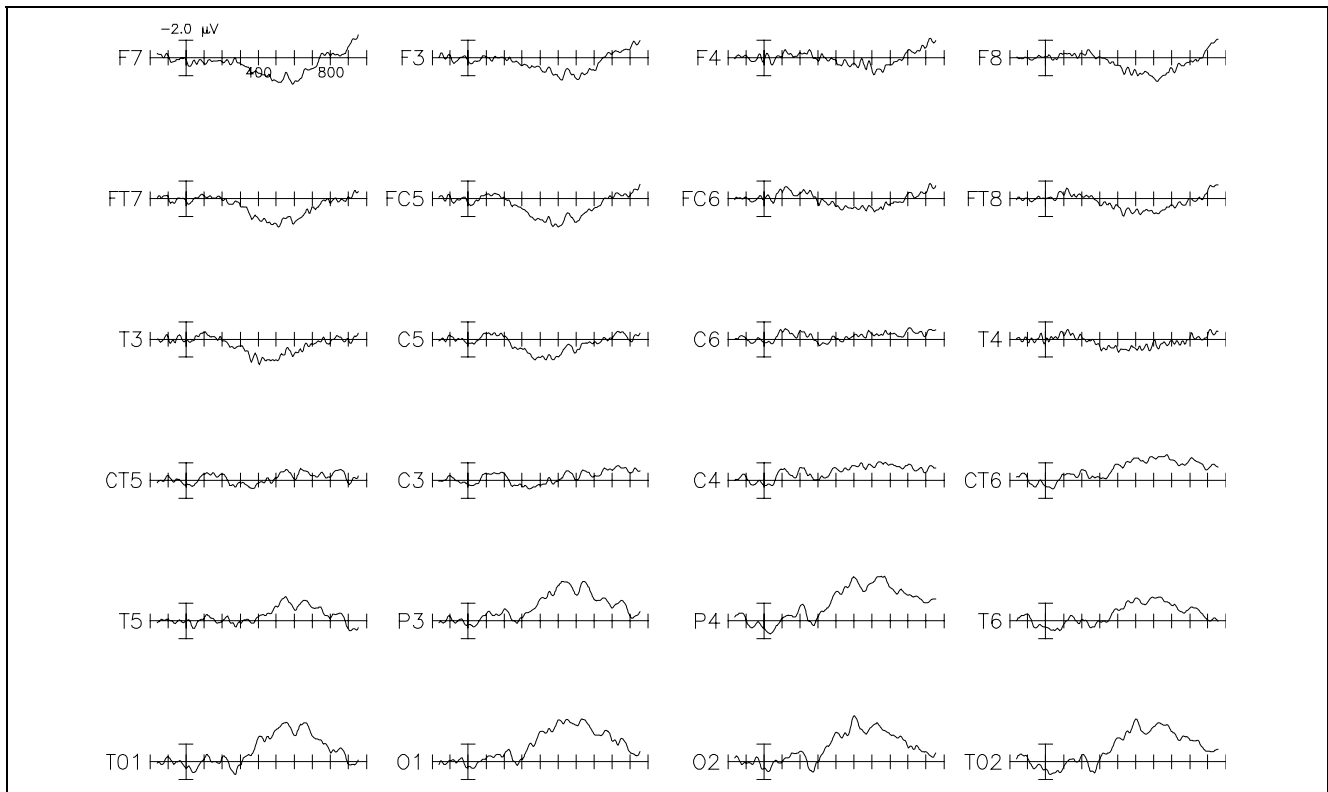 -2.0 μV
F7 400 800 F3 F4 F8
FT7 FC5 FC6 FT8
T3 C5 C6 T4
CT5 C3 C4 CT6
T5 P3 P4 T6
TO1 O1 O2 TO2